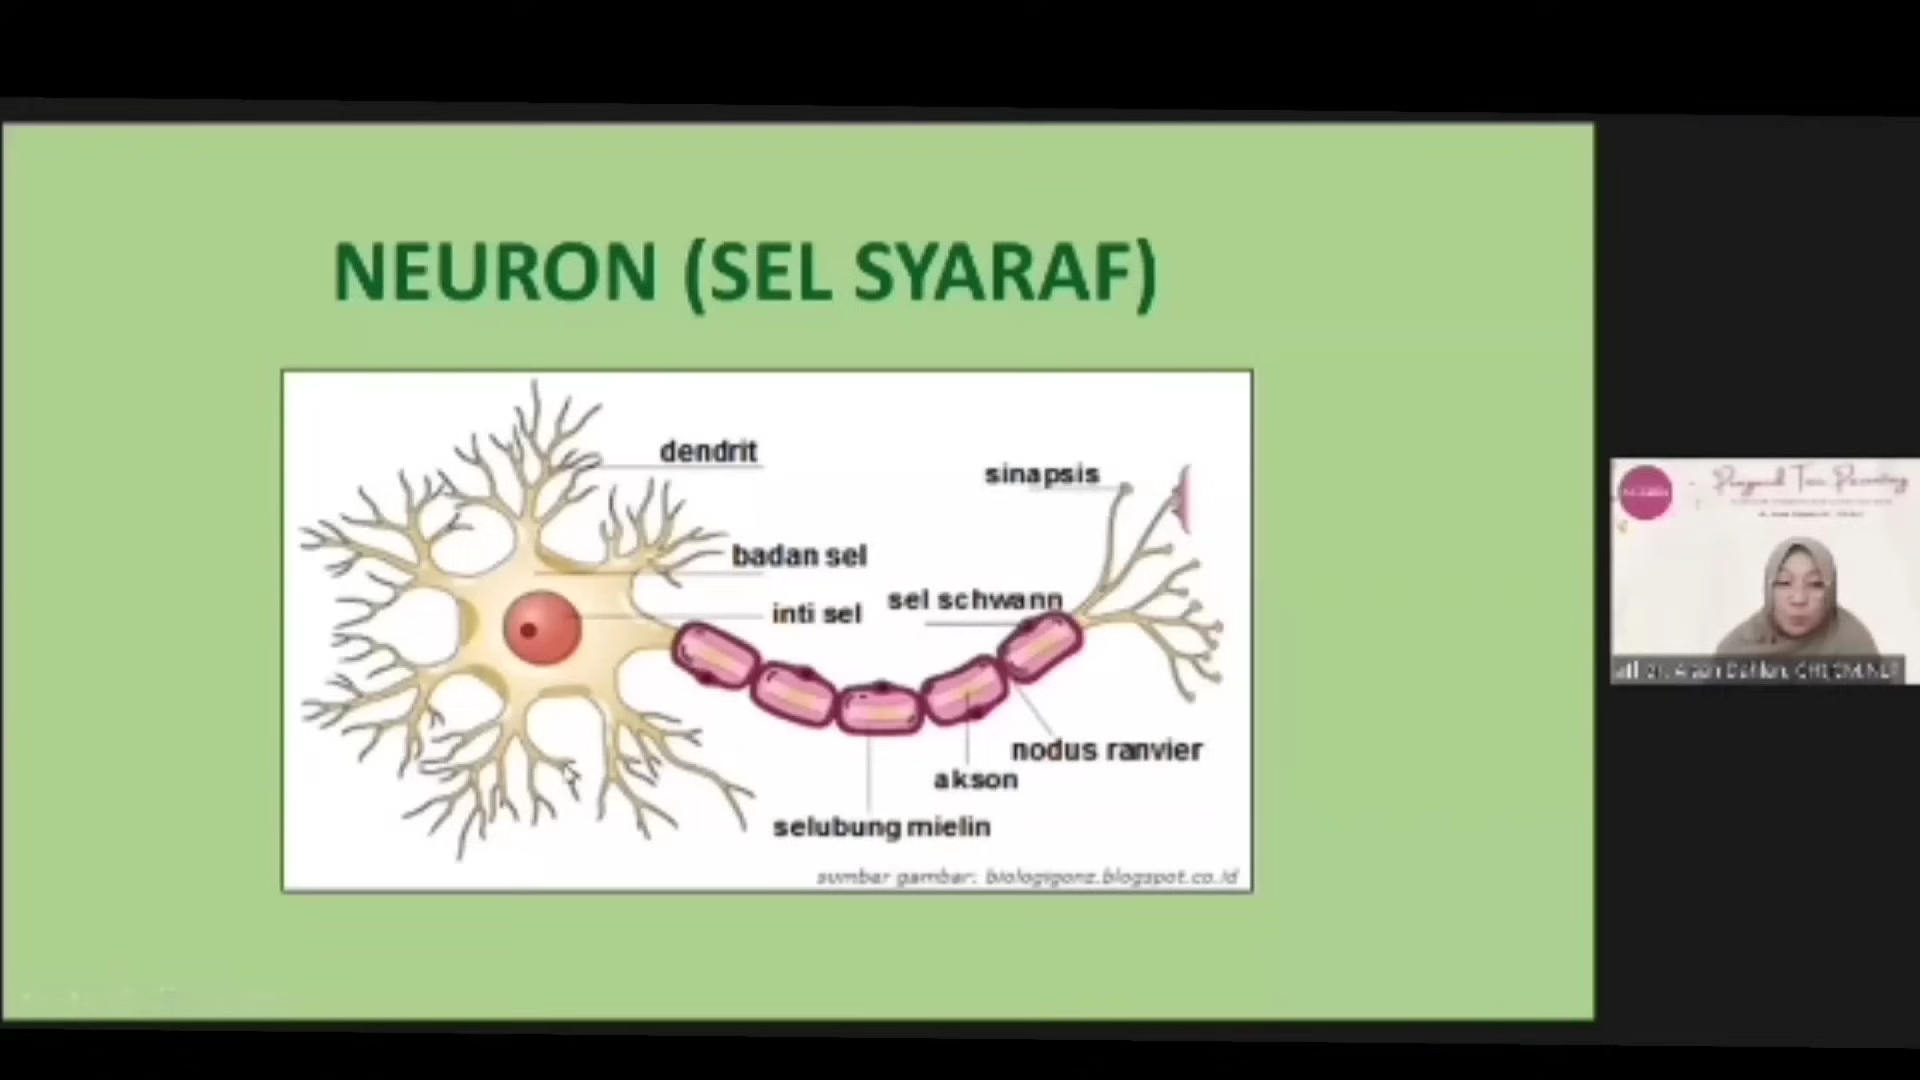 NEURON (SEL SYARAF)
dendrit
sinapsis
badan sel
sel schwann
inti sel
nodus ranvier
akson
selubung mielin
sumber gambar: biologigonz.blogspot.co.id
Dahlan,